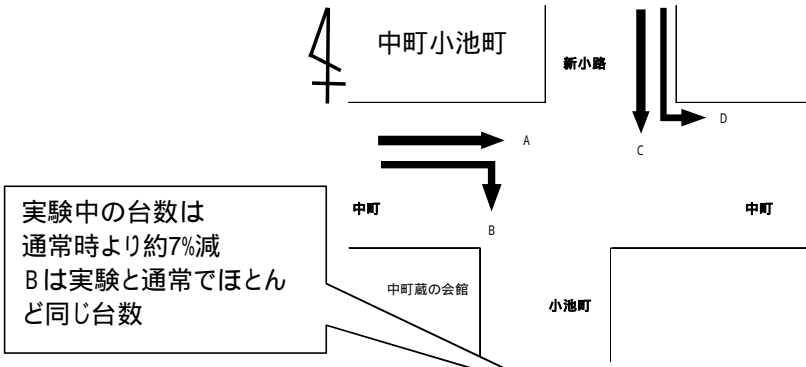 中町小池町
新小路
A
D
C
中町
中町
B
実験中の台数は
通常時より約7%減
Bは実験と通常でほとん
ど同じ台数
中町蔵の会館
小池町